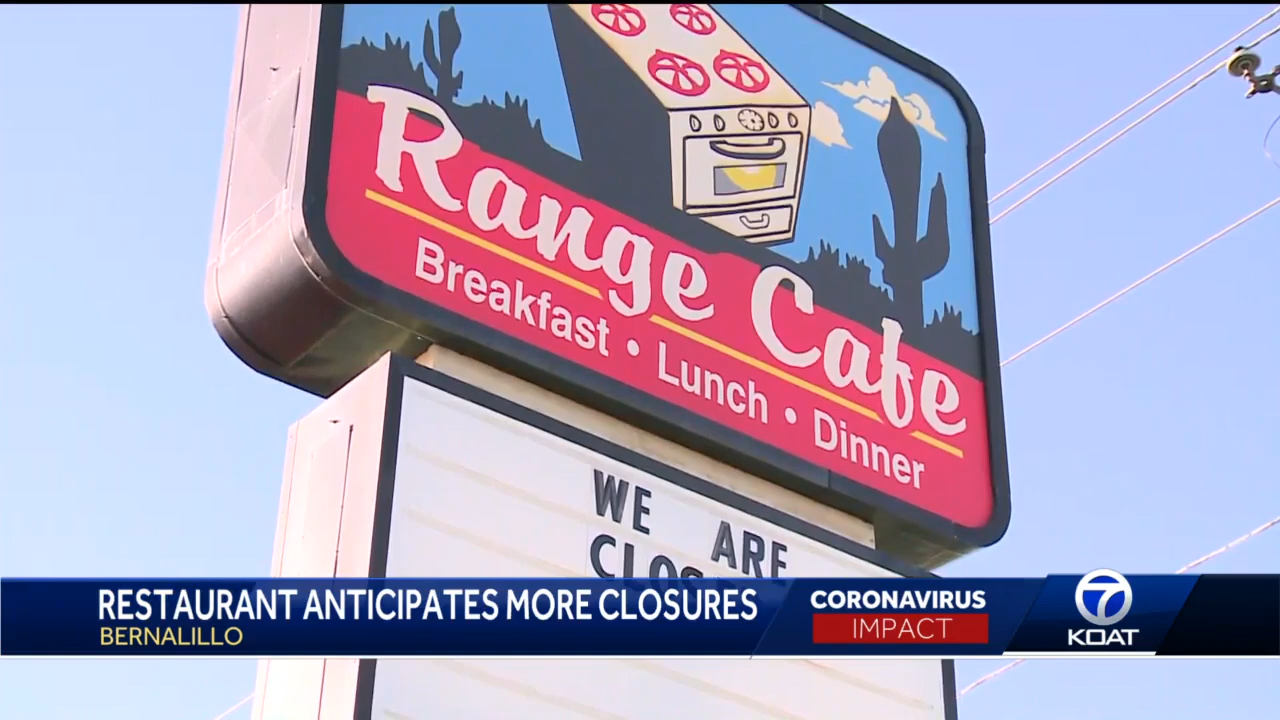 Range Cafe
Breakfast • Lunch • Dinner
WE ARE
RESTAURANT ANTICIPATES MORE CLOSURES
BERNALILLO
CORONAVIRUS
IMPACT
7
KOAT